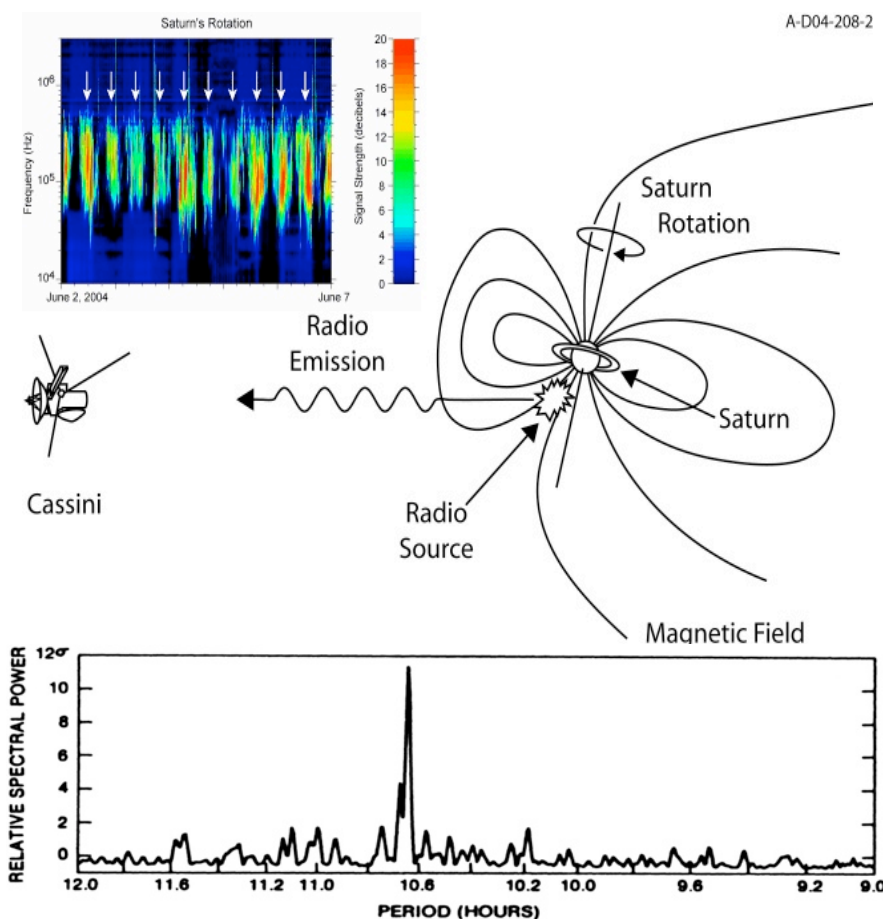 Saturn's Rotation
A-D04-208-2
10⁶
10⁵
10⁴
Frequency (Hz)
June 2, 2004
June 7
20
18
16
14
12
10
8
6
4
2
0
Signal Strength (decibels)
Saturn
Rotation
Radio
Emission
Saturn
Cassini
Radio
Source
Magnetic Field
12σ
10
8
6
4
2
0
RELATIVE SPECTRAL POWER
12.0
11.6
11.2
11.0
10.6
10.2
10.0
9.6
9.2
9.0
PERIOD (HOURS)